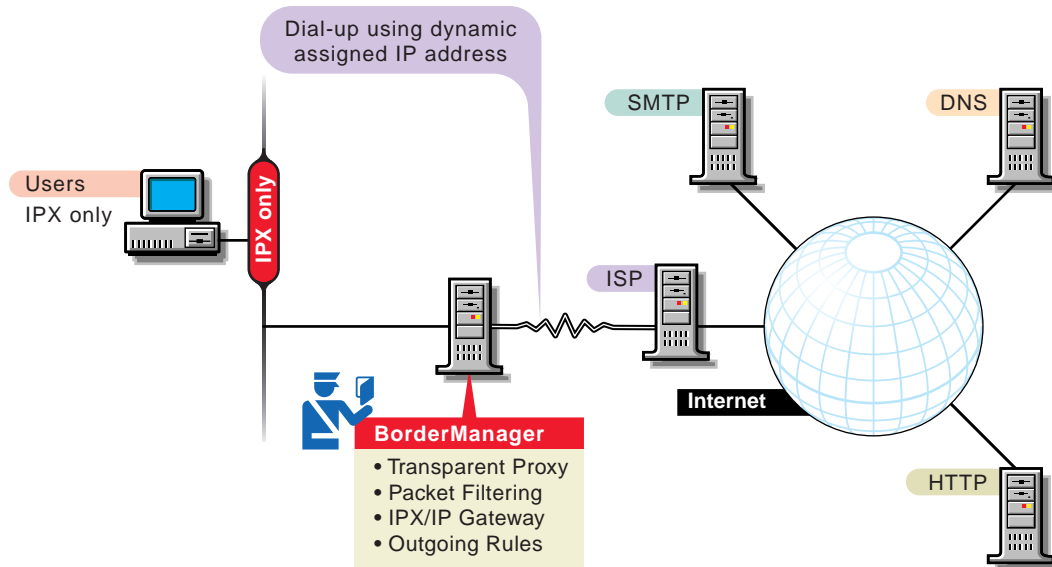 Dial-up using dynamic
assigned IP address
SMTP
DNS
Users
IPX only
IPX only
ISP
Internet
BorderManager
• Transparent Proxy
• Packet Filtering
• IPX/IP Gateway
• Outgoing Rules
HTTP